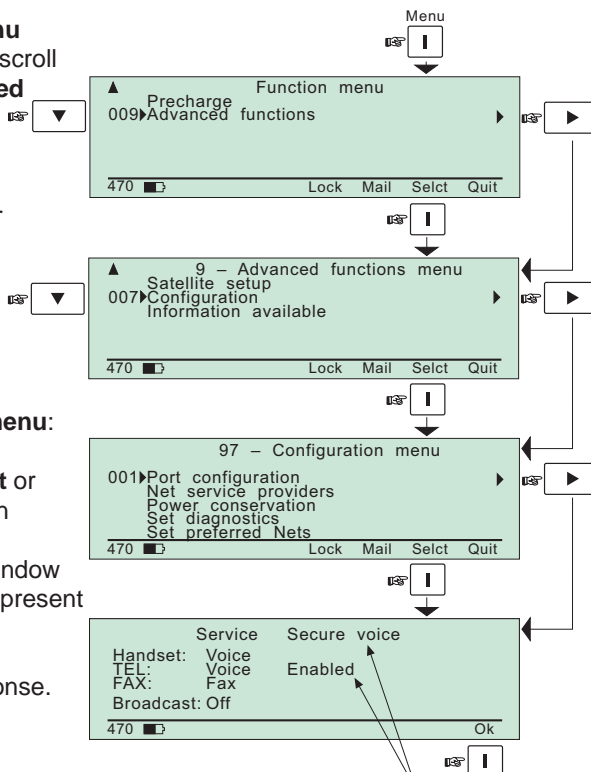 Menu
I
nu
scroll
ed
Function menu
Precharge
009 Advanced functions
470 Lock Mail Selct Quit
.
I
9 – Advanced functions menu
Satellite setup
007 Configuration
Information available
470 Lock Mail Selct Quit
I
nenu:
t or
n
97 – Configuration menu
001 Port configuration
Net service providers
Power conservation
Set diagnostics
Set preferred Nets
470 Lock Mail Selct Quit
indow
present
I
Service Secure voice
Handset: Voice
TEL: Voice Enabled
FAX: Fax
Broadcast: Off
onse.
470 Ok
I